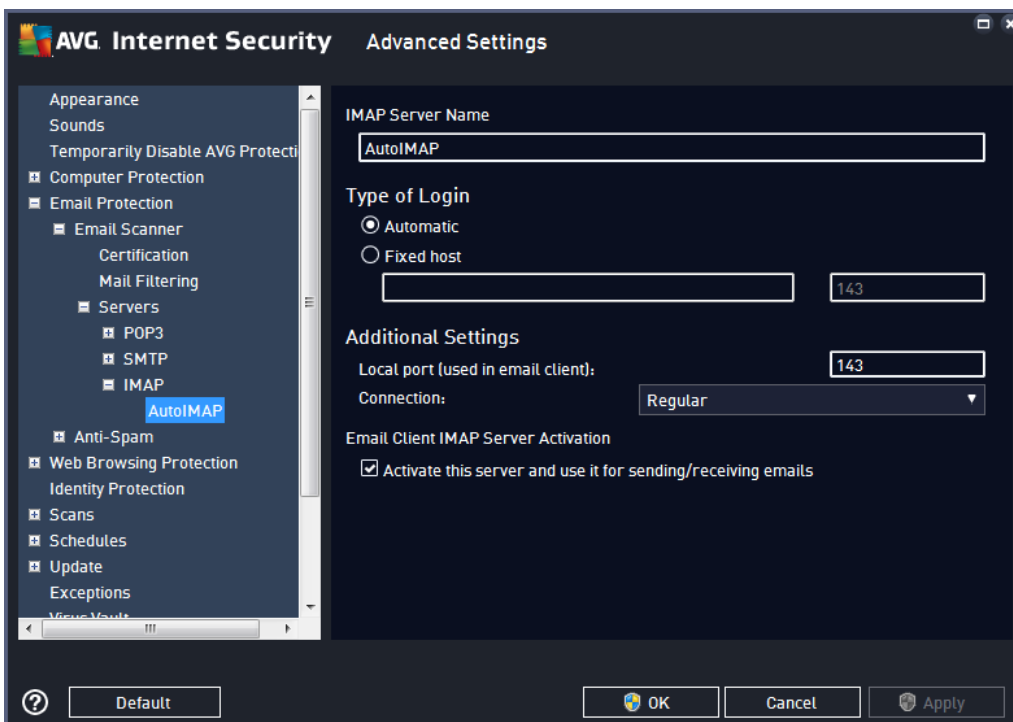 AVG. Internet Security Advanced Settings
Appearance
Sounds
Temporarily Disable AVG Protecti
Computer Protection
Email Protection
Email Scanner
Certification
Mail Filtering
Servers
POP3
SMTP
IMAP
AutoIMAP
Anti-Spam
Web Browsing Protection
Identity Protection
Scans
Schedules
Update
Exceptions
Virus Vault
IMAP Server Name
AutoIMAP
Type of Login
Automatic
Fixed host
143
Additional Settings
Local port (used in email client): 143
Connection: Regular
Email Client IMAP Server Activation
Activate this server and use it for sending/receiving emails
? Default OK Cancel Apply